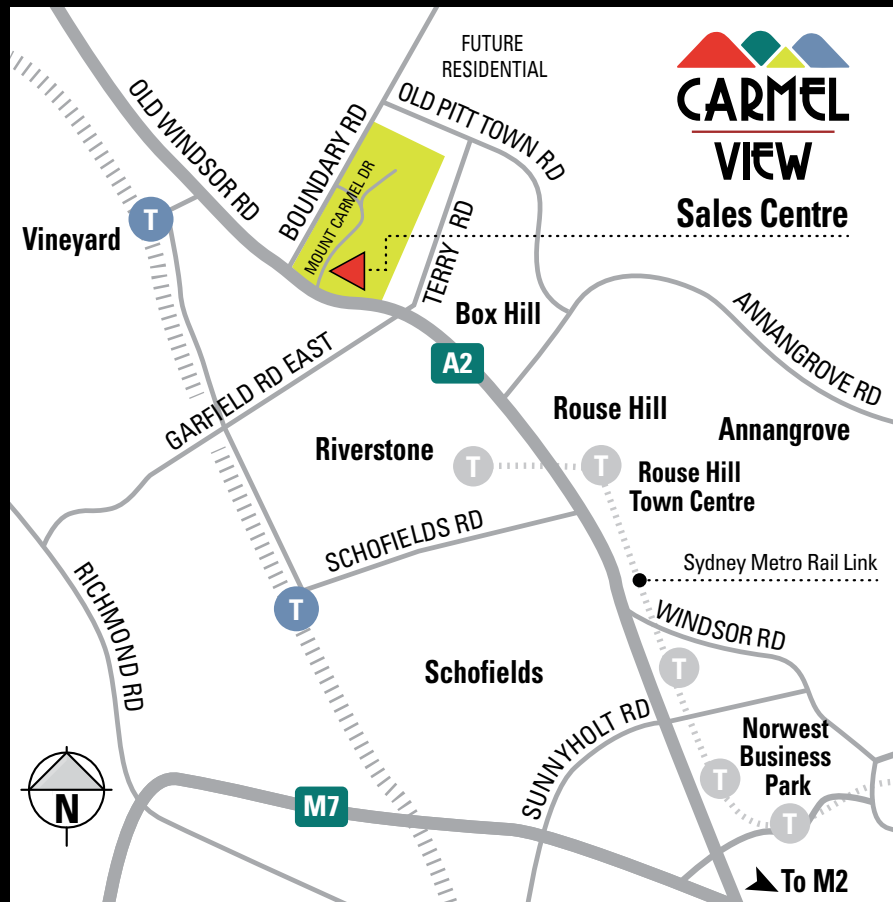 FUTURE
RESIDENTIAL
CARMEL
VIEW
Sales Centre
OLD WINDSOR RD
BOUNDARY RD
OLD PITT TOWN RD
MOUNT CARMEL DR
TERRY RD
Vineyard
T
Box Hill
ANNANGROVE RD
A2
GARFIELD RD EAST
Rouse Hill
Annangrove
Riverstone
T
T
Rouse Hill
Town Centre
SCHOFIELDS RD
Sydney Metro Rail Link
RICHMOND RD
T
WINDSOR RD
Schofields
T
SUNNYHOLT RD
Norwest
Business
Park
T
T
N
M7
To M2